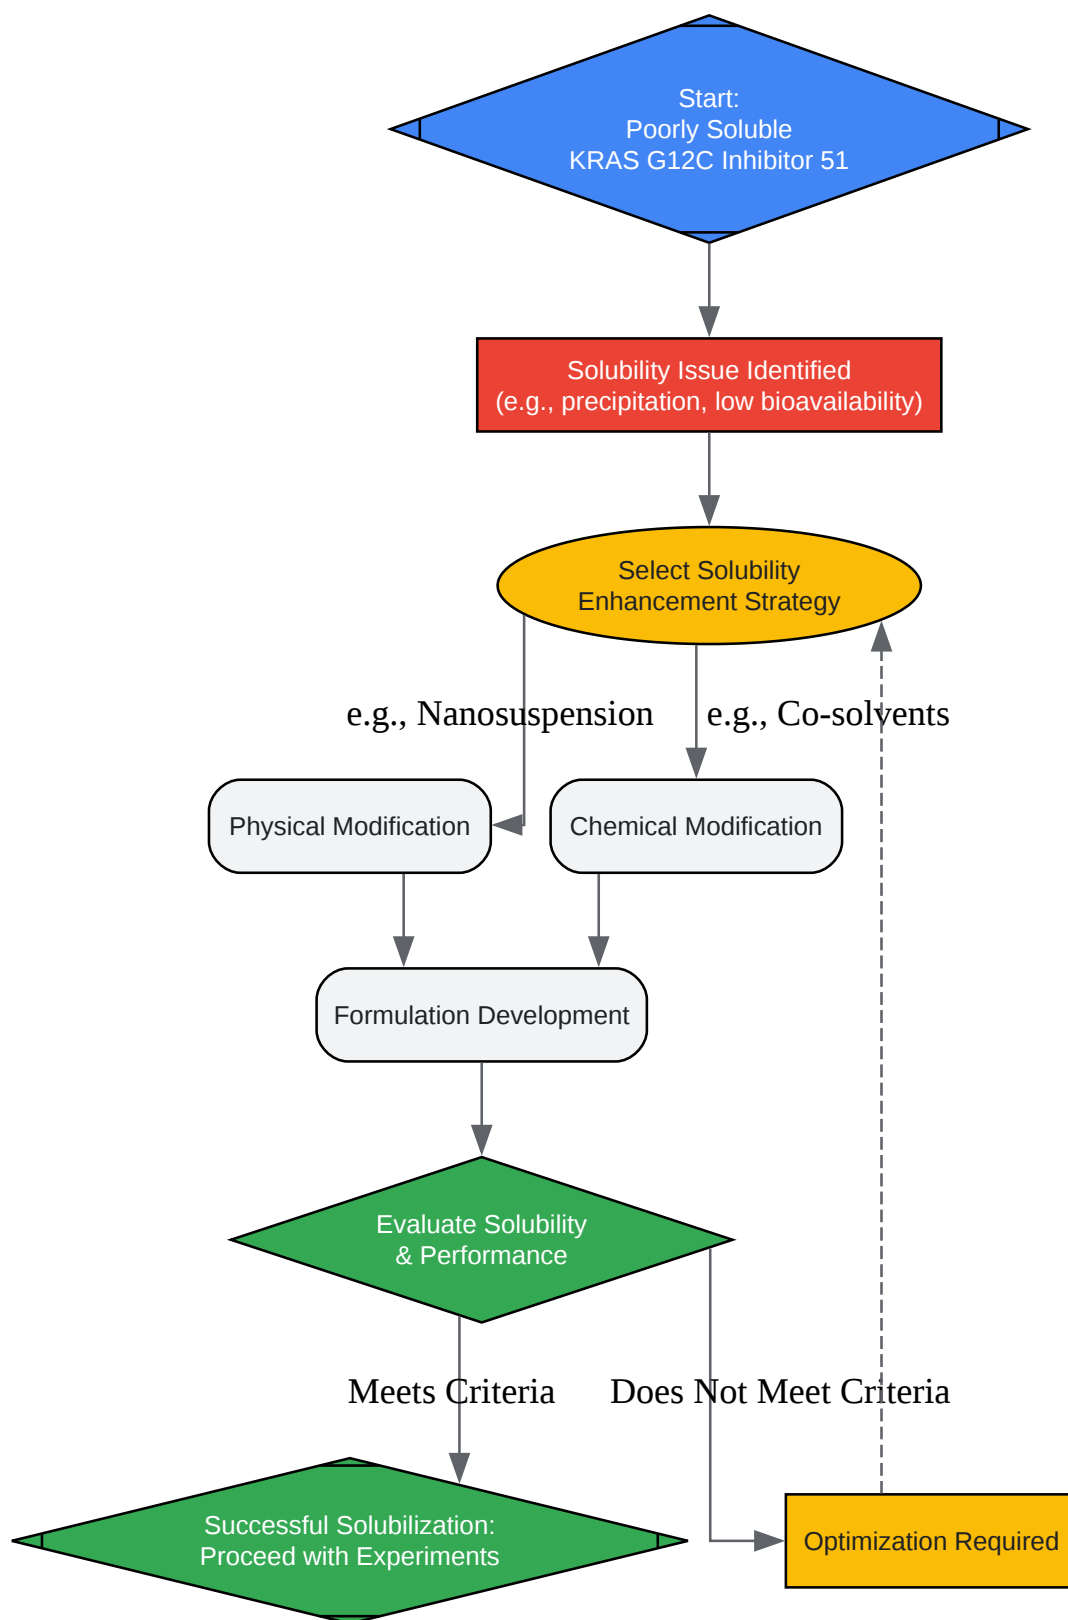 Start:
Poorly Soluble
KRAS G12C Inhibitor 51
Solubility Issue Identified
(e.g., precipitation, low bioavailability)
Select Solubility
Enhancement Strategy
e.g., Nanosuspension
e.g., Co-solvents
Physical Modification
Chemical Modification
Formulation Development
Evaluate Solubility
& Performance
Meets Criteria
Does Not Meet Criteria
Successful Solubilization:
Proceed with Experiments
Optimization Required